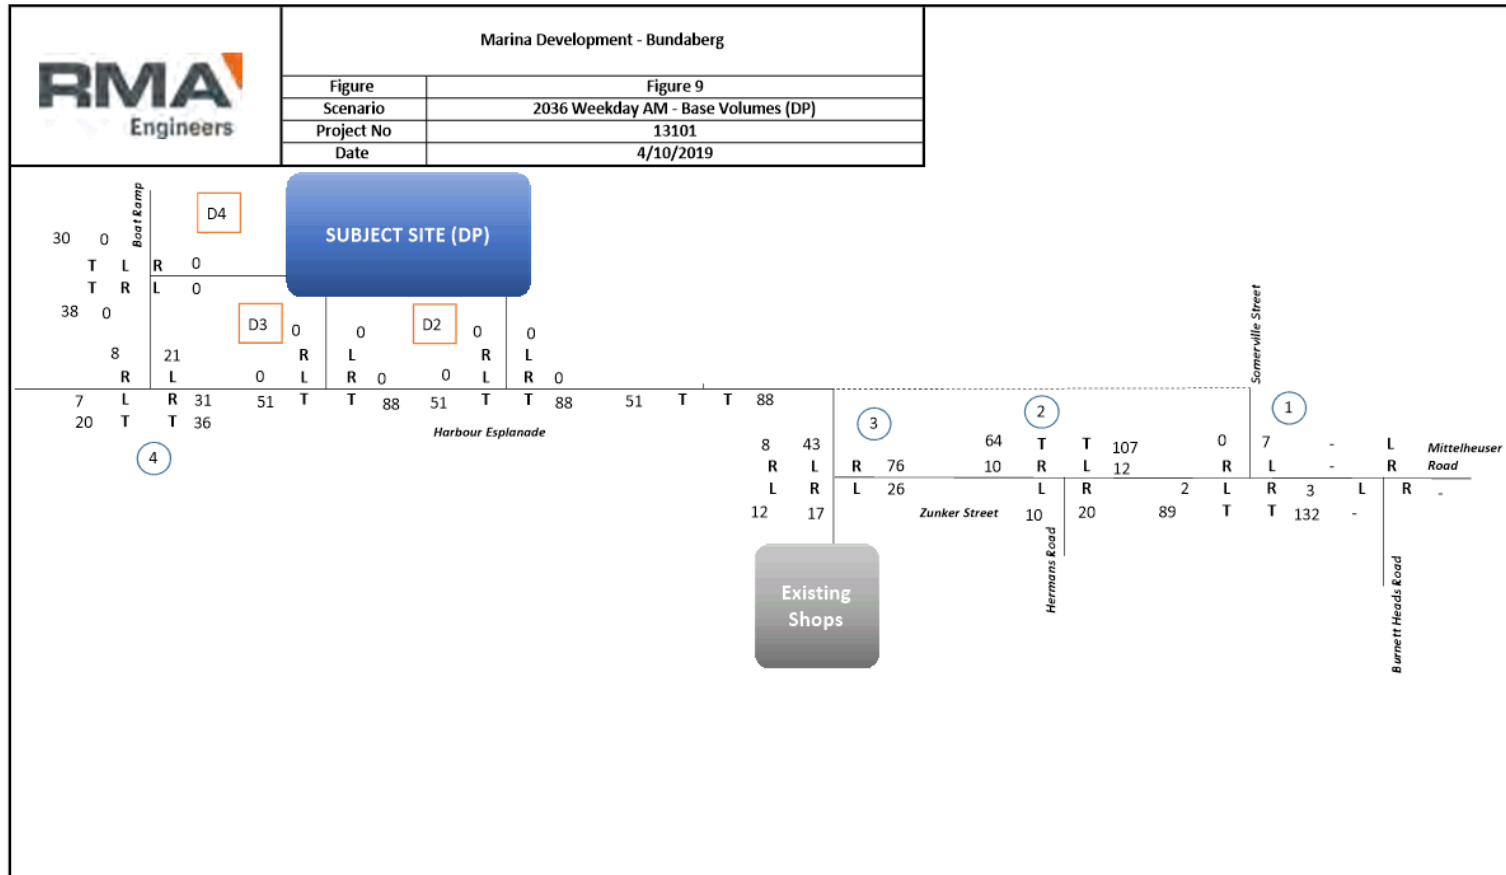 RMA
Engineers
Marina Development - Bundaberg
Figure Figure 9
Scenario 2036 Weekday AM - Base Volumes (DP)
Project No 13101
Date 4/10/2019
Boat Ramp
D4
SUBJECT SITE (DP)
30 0
T L R 0
T R L 0
38 0
D3 0 0 D2 0 0
8 21 R L R L
R L 0 L R 0 0 L R 0
7 L R 31 51 T T 88 51 T T 88 51 T T 88
20 T T 36
Harbour Esplanade
4
Somerville Street
3 2 1
8 43 64 T T 107 0 7 - L Mittelheuser
R L R 76 10 R L 12 R L - R Road
L R L 26 L R 2 L R 3 L R -
12 17 Zunker Street 10 20 89 T T 132 -
Hermans Road
Burnett Heads Road
Existing
Shops